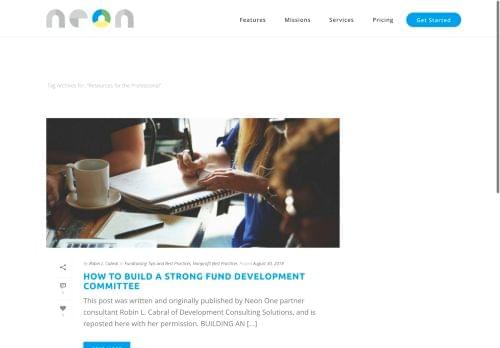 neon
Features Missions Services Pricing Get Started
Tag Archives for: "Resources for the Professional"
By Robin L. Cabral In Fundraising Tips and Best Practices, Nonprofit Best Practices Posted August 30, 2018
HOW TO BUILD A STRONG FUND DEVELOPMENT
COMMITTEE
This post was written and originally published by Neon One partner
consultant Robin L. Cabral of Development Consulting Solutions, and is
reposted here with her permission. BUILDING AN [...]